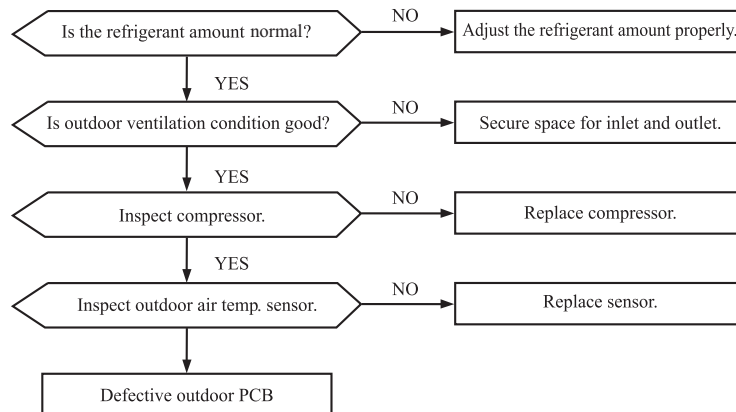 Is the refrigerant amount normal?
NO
Adjust the refrigerant amount properly.
YES
Is outdoor ventilation condition good?
NO
Secure space for inlet and outlet.
YES
Inspect compressor.
NO
Replace compressor.
YES
Inspect outdoor air temp. sensor.
NO
Replace sensor.
Defective outdoor PCB